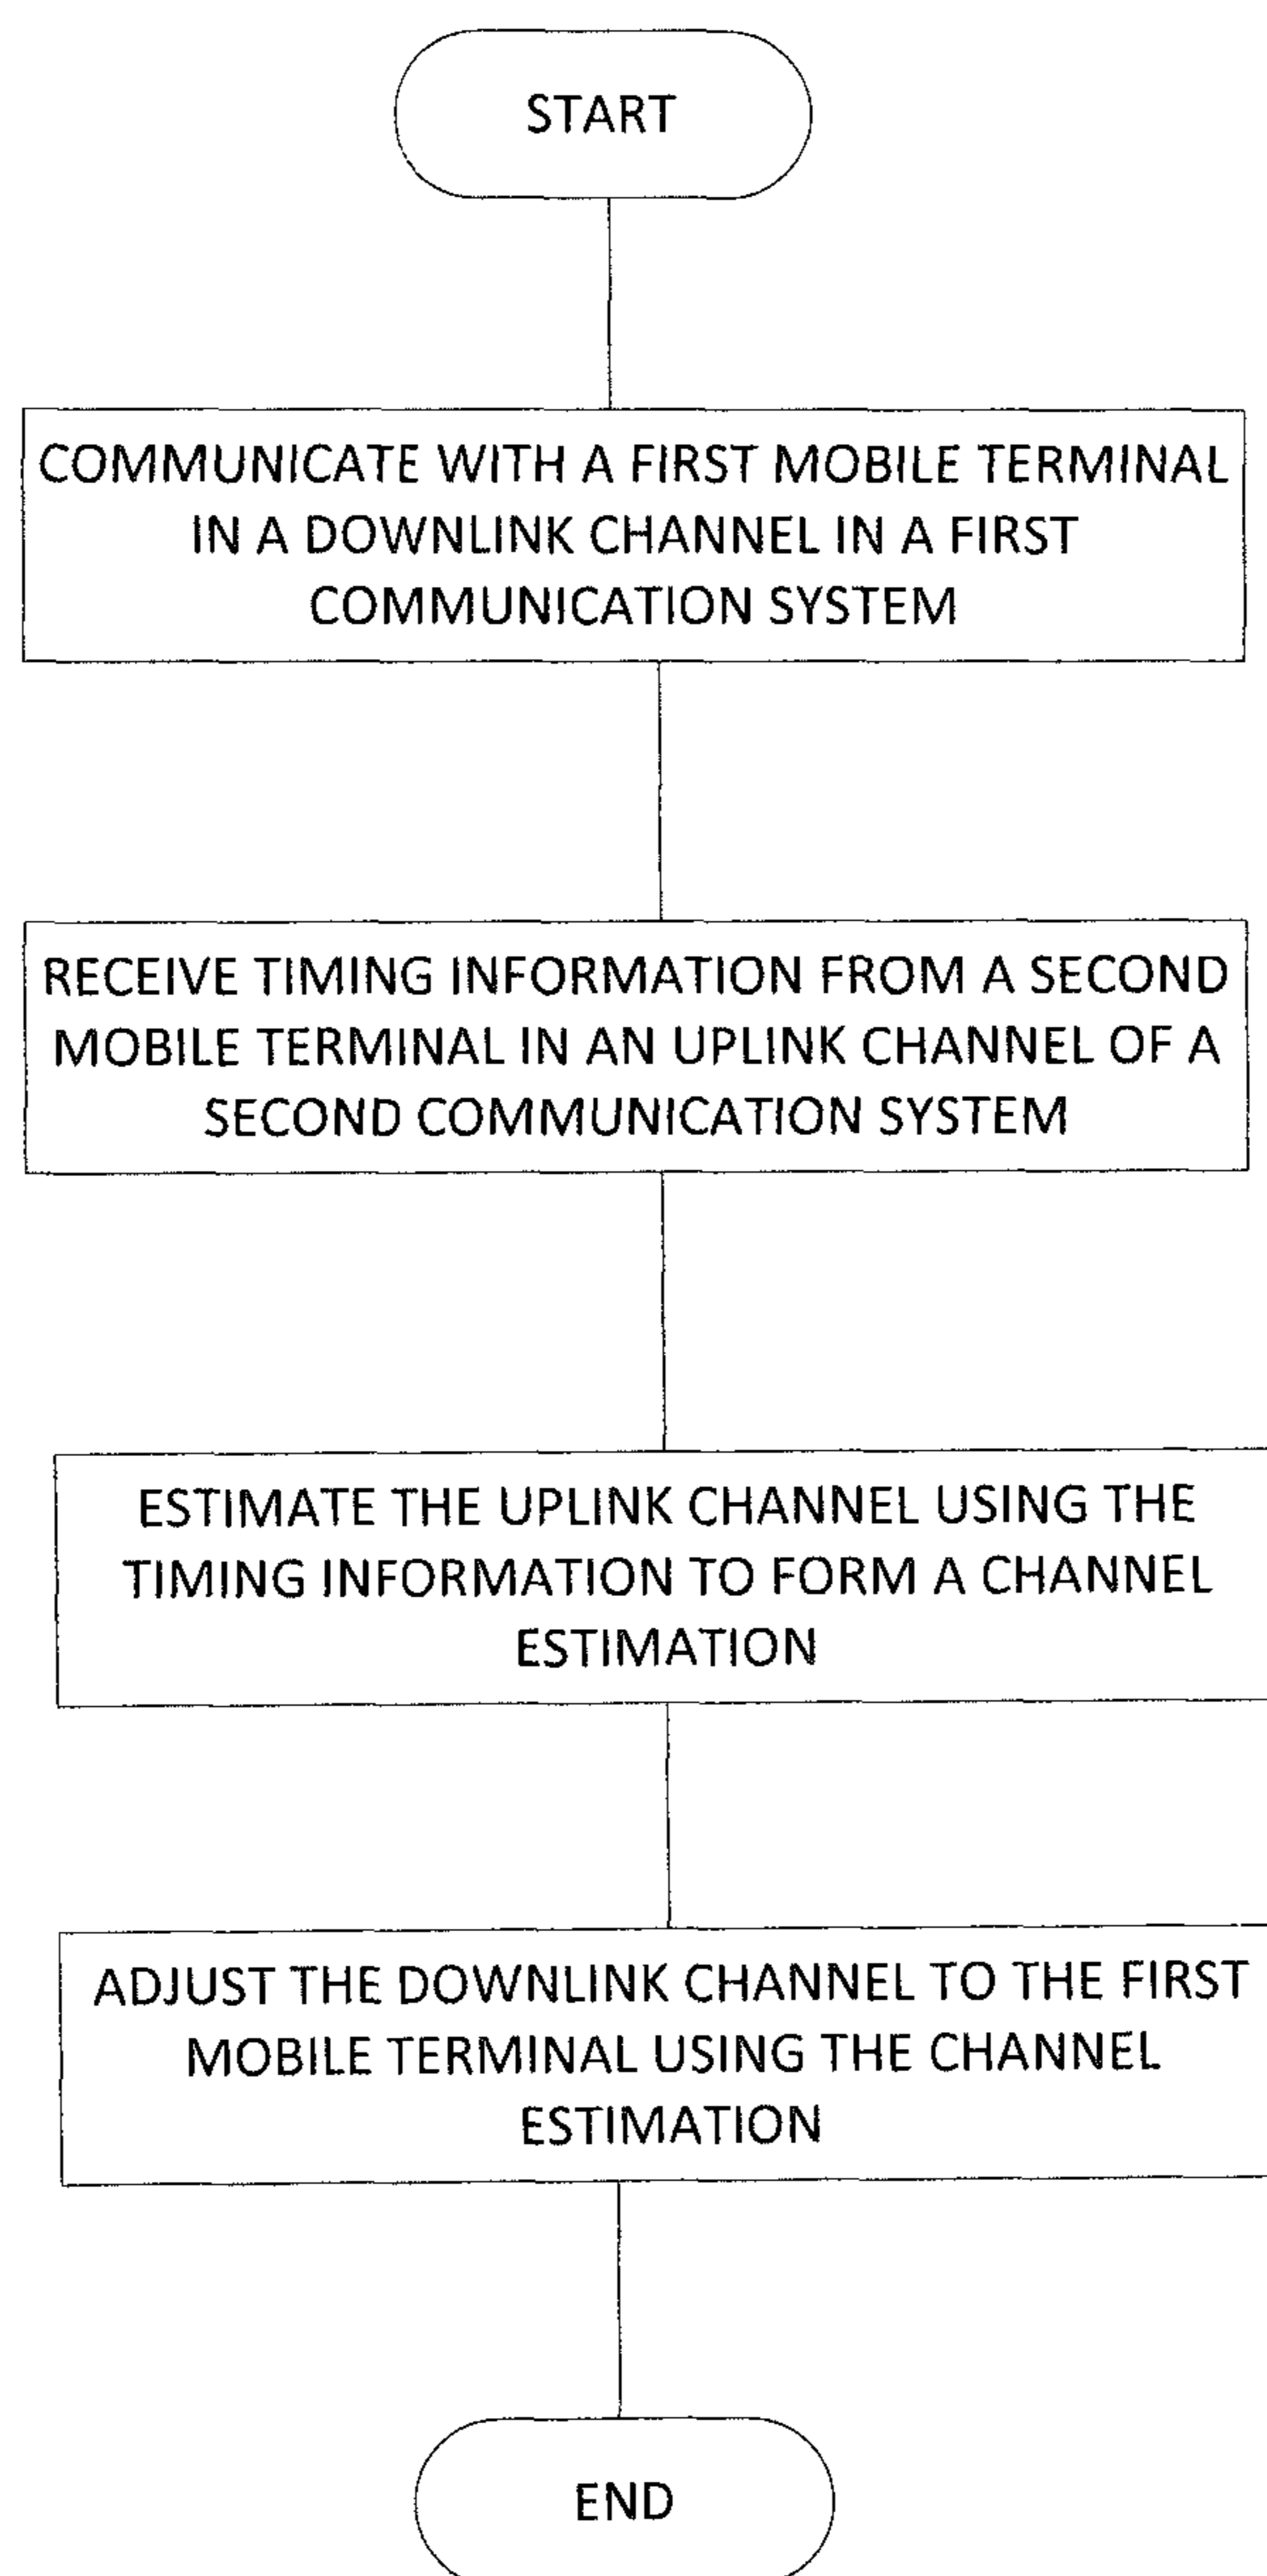 START
COMMUNICATE WITH A FIRST MOBILE TERMINAL
IN A DOWNLINK CHANNEL IN A FIRST
COMMUNICATION SYSTEM
RECEIVE TIMING INFORMATION FROM A SECOND
MOBILE TERMINAL IN AN UPLINK CHANNEL OF A
SECOND COMMUNICATION SYSTEM
ESTIMATE THE UPLINK CHANNEL USING THE
TIMING INFORMATION TO FORM A CHANNEL
ESTIMATION
ADJUST THE DOWNLINK CHANNEL TO THE FIRST
MOBILE TERMINAL USING THE CHANNEL
ESTIMATION
END